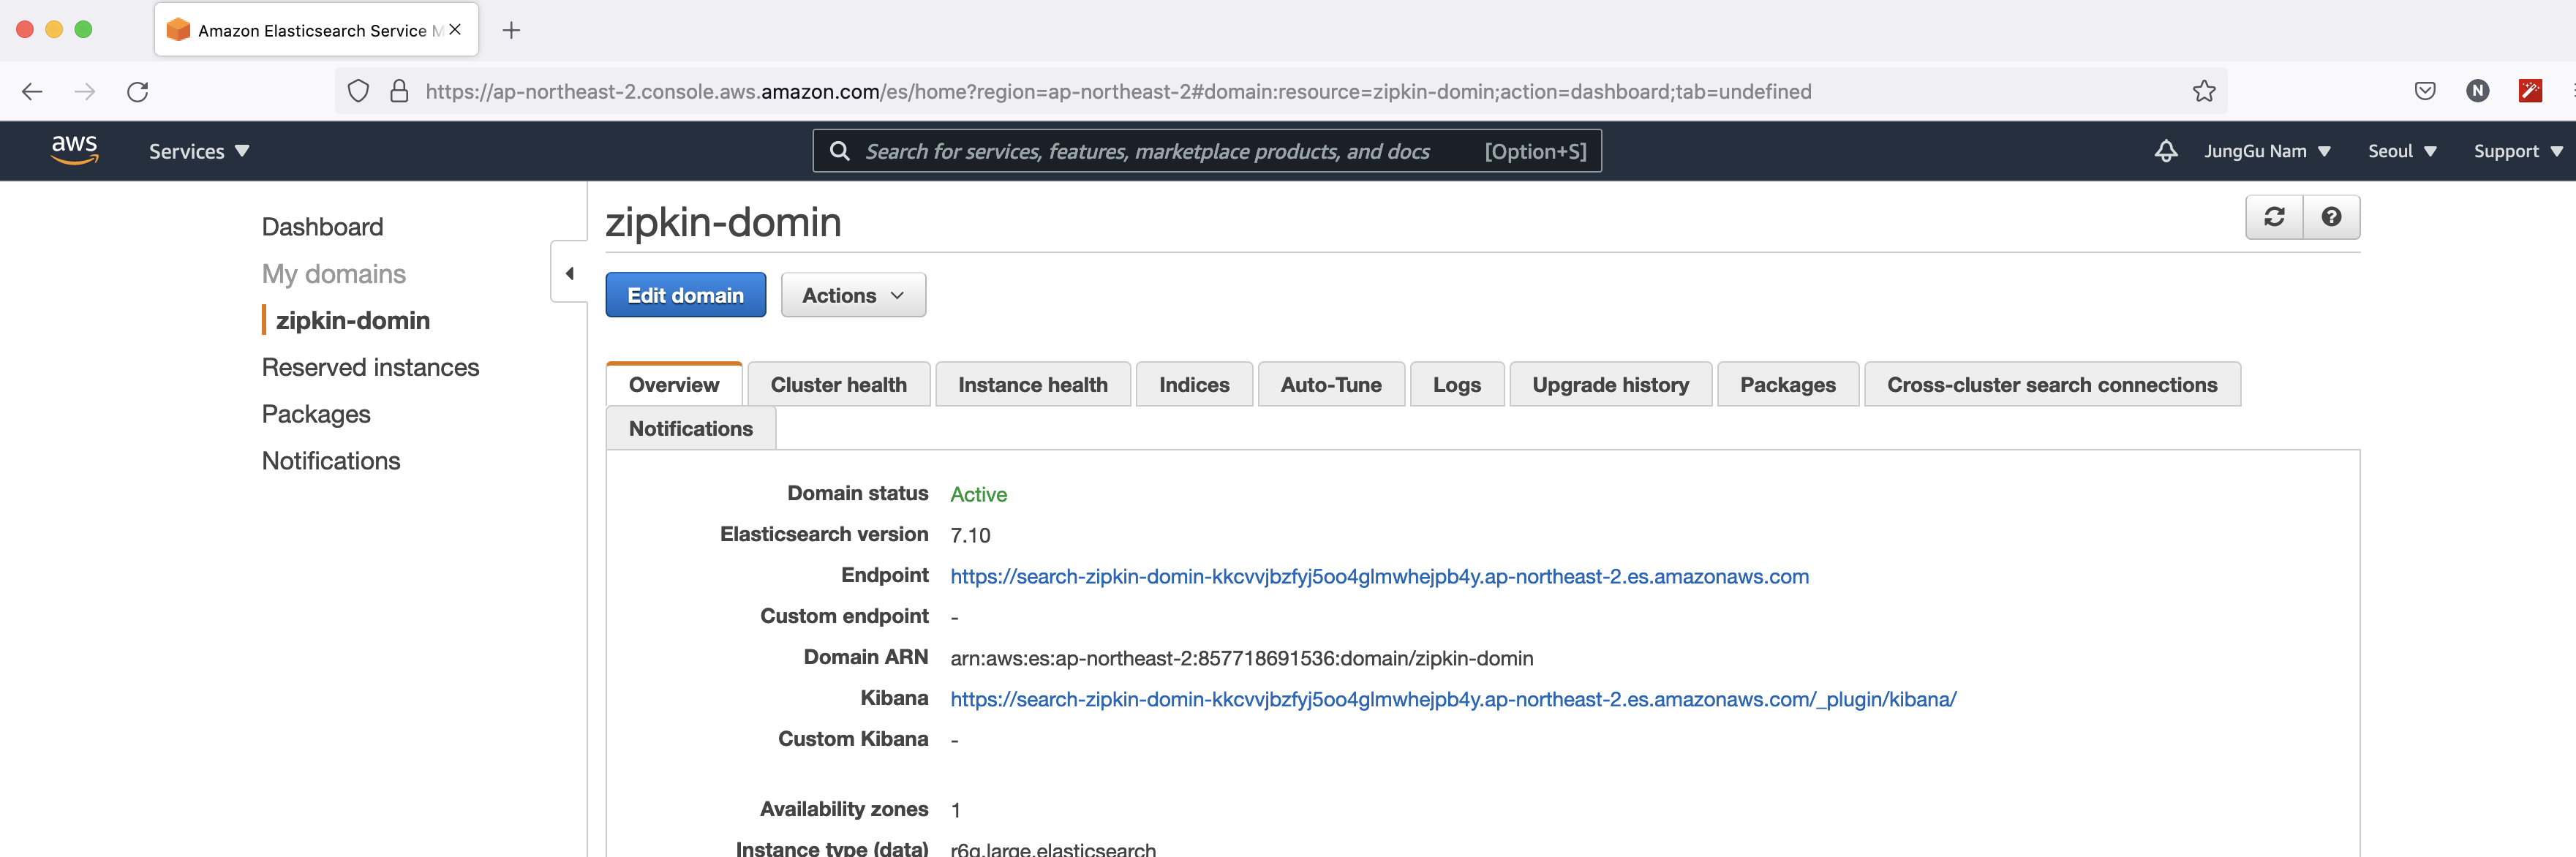 Amazon Elasticsearch Service M
https://ap-northeast-2.console.aws.amazon.com/es/home?region=ap-northeast-2#domain:resource=zipkin-domin;action=dashboard;tab=undefined
N
aws
Services
Search for services, features, marketplace products, and docs [Option+S]
JungGu Nam
Seoul
Support
Dashboard
My domains
zipkin-domin
Reserved instances
Packages
Notifications
zipkin-domin
Edit domain
Actions
Overview
Cluster health
Instance health
Indices
Auto-Tune
Logs
Upgrade history
Packages
Cross-cluster search connections
Notifications
Domain status Active
Elasticsearch version 7.10
Endpoint https://search-zipkin-domin-kkcvvjbzfyj5oo4glmwhejpb4y.ap-northeast-2.es.amazonaws.com
Custom endpoint -
Domain ARN arn:aws:es:ap-northeast-2:857718691536:domain/zipkin-domin
Kibana https://search-zipkin-domin-kkcvvjbzfyj5oo4glmwhejpb4y.ap-northeast-2.es.amazonaws.com/_plugin/kibana/
Custom Kibana -
Availability zones 1
Instance type (data) r6g.large.elasticsearch